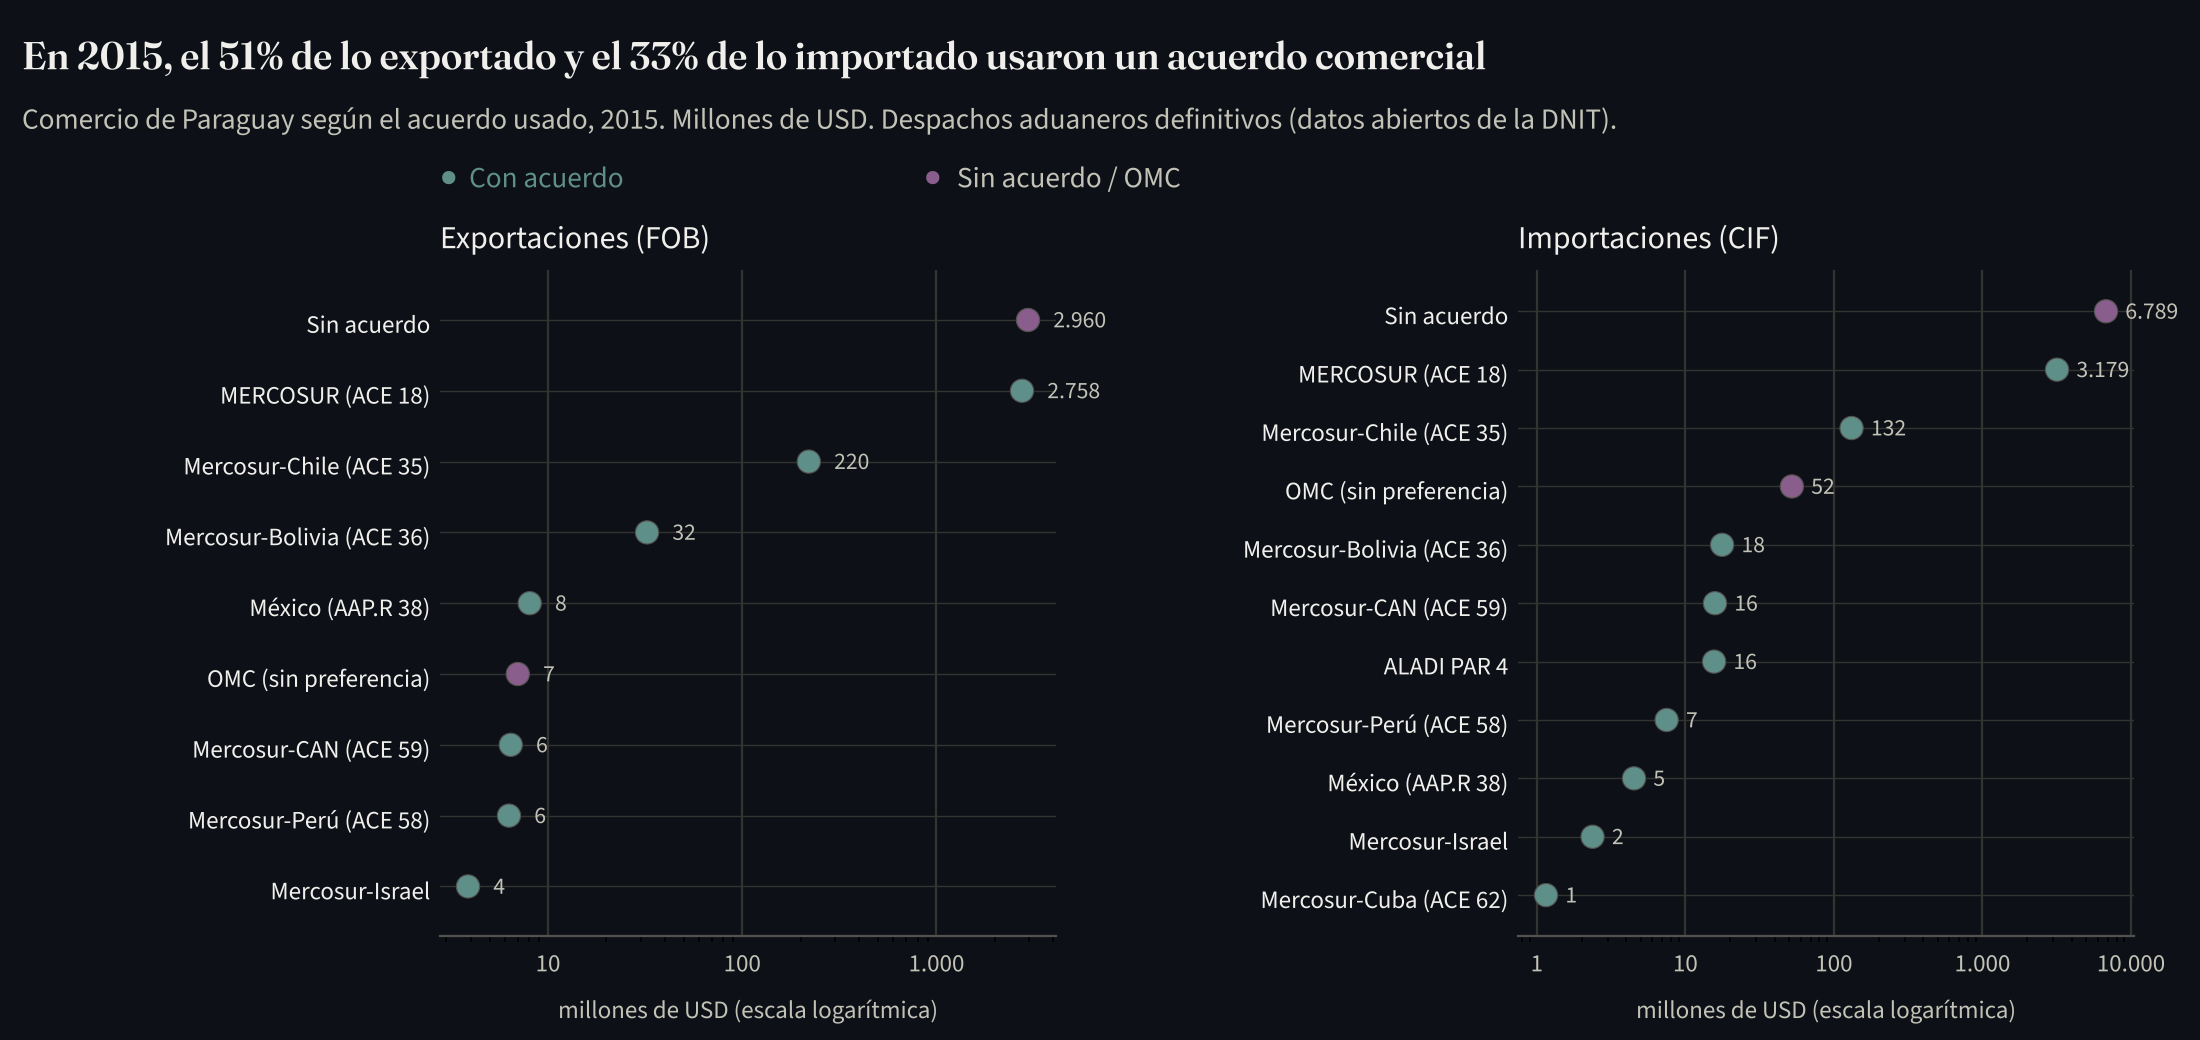 En 2015, el 51% de lo exportado y el 33% de lo importado usaron un acuerdo comercial
Comercio de Paraguay según el acuerdo usado, 2015. Millones de USD. Despachos aduaneros definitivos (datos abiertos de la DNIT).
Con acuerdo
Sin acuerdo / OMC
Exportaciones (FOB)
Sin acuerdo 2.960
MERCOSUR (ACE 18) 2.758
Mercosur-Chile (ACE 35) 220
Mercosur-Bolivia (ACE 36) 32
México (AAP.R 38) 8
OMC (sin preferencia) 7
Mercosur-CAN (ACE 59) 6
Mercosur-Perú (ACE 58) 6
Mercosur-Israel 4
10 100 1.000
millones de USD (escala logarítmica)
Importaciones (CIF)
Sin acuerdo 6.789
MERCOSUR (ACE 18) 3.179
Mercosur-Chile (ACE 35) 132
OMC (sin preferencia) 52
Mercosur-Bolivia (ACE 36) 18
Mercosur-CAN (ACE 59) 16
ALADI PAR 4 16
Mercosur-Perú (ACE 58) 7
México (AAP.R 38) 5
Mercosur-Israel 2
Mercosur-Cuba (ACE 62) 1
1 10 100 1.000 10.000
millones de USD (escala logarítmica)